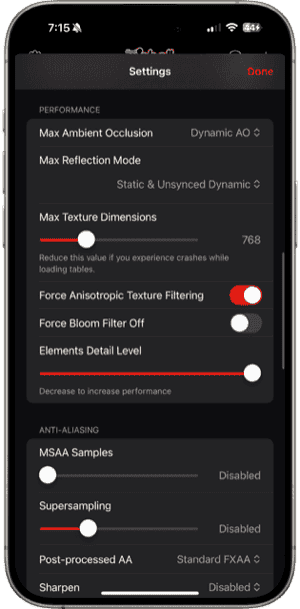 7:15
44
Settings
Done
PERFORMANCE
Max Ambient Occlusion Dynamic AO
Max Reflection Mode
Static & Unsynced Dynamic
Max Texture Dimensions
768
Reduce this value if you experience crashes while
loading tables.
Force Anisotropic Texture Filtering
Force Bloom Filter Off
Elements Detail Level
Decrease to increase performance
ANTI-ALIASING
MSAA Samples
Disabled
Supersampling
Disabled
Post-processed AA Standard FXAA
Sharpen Disabled